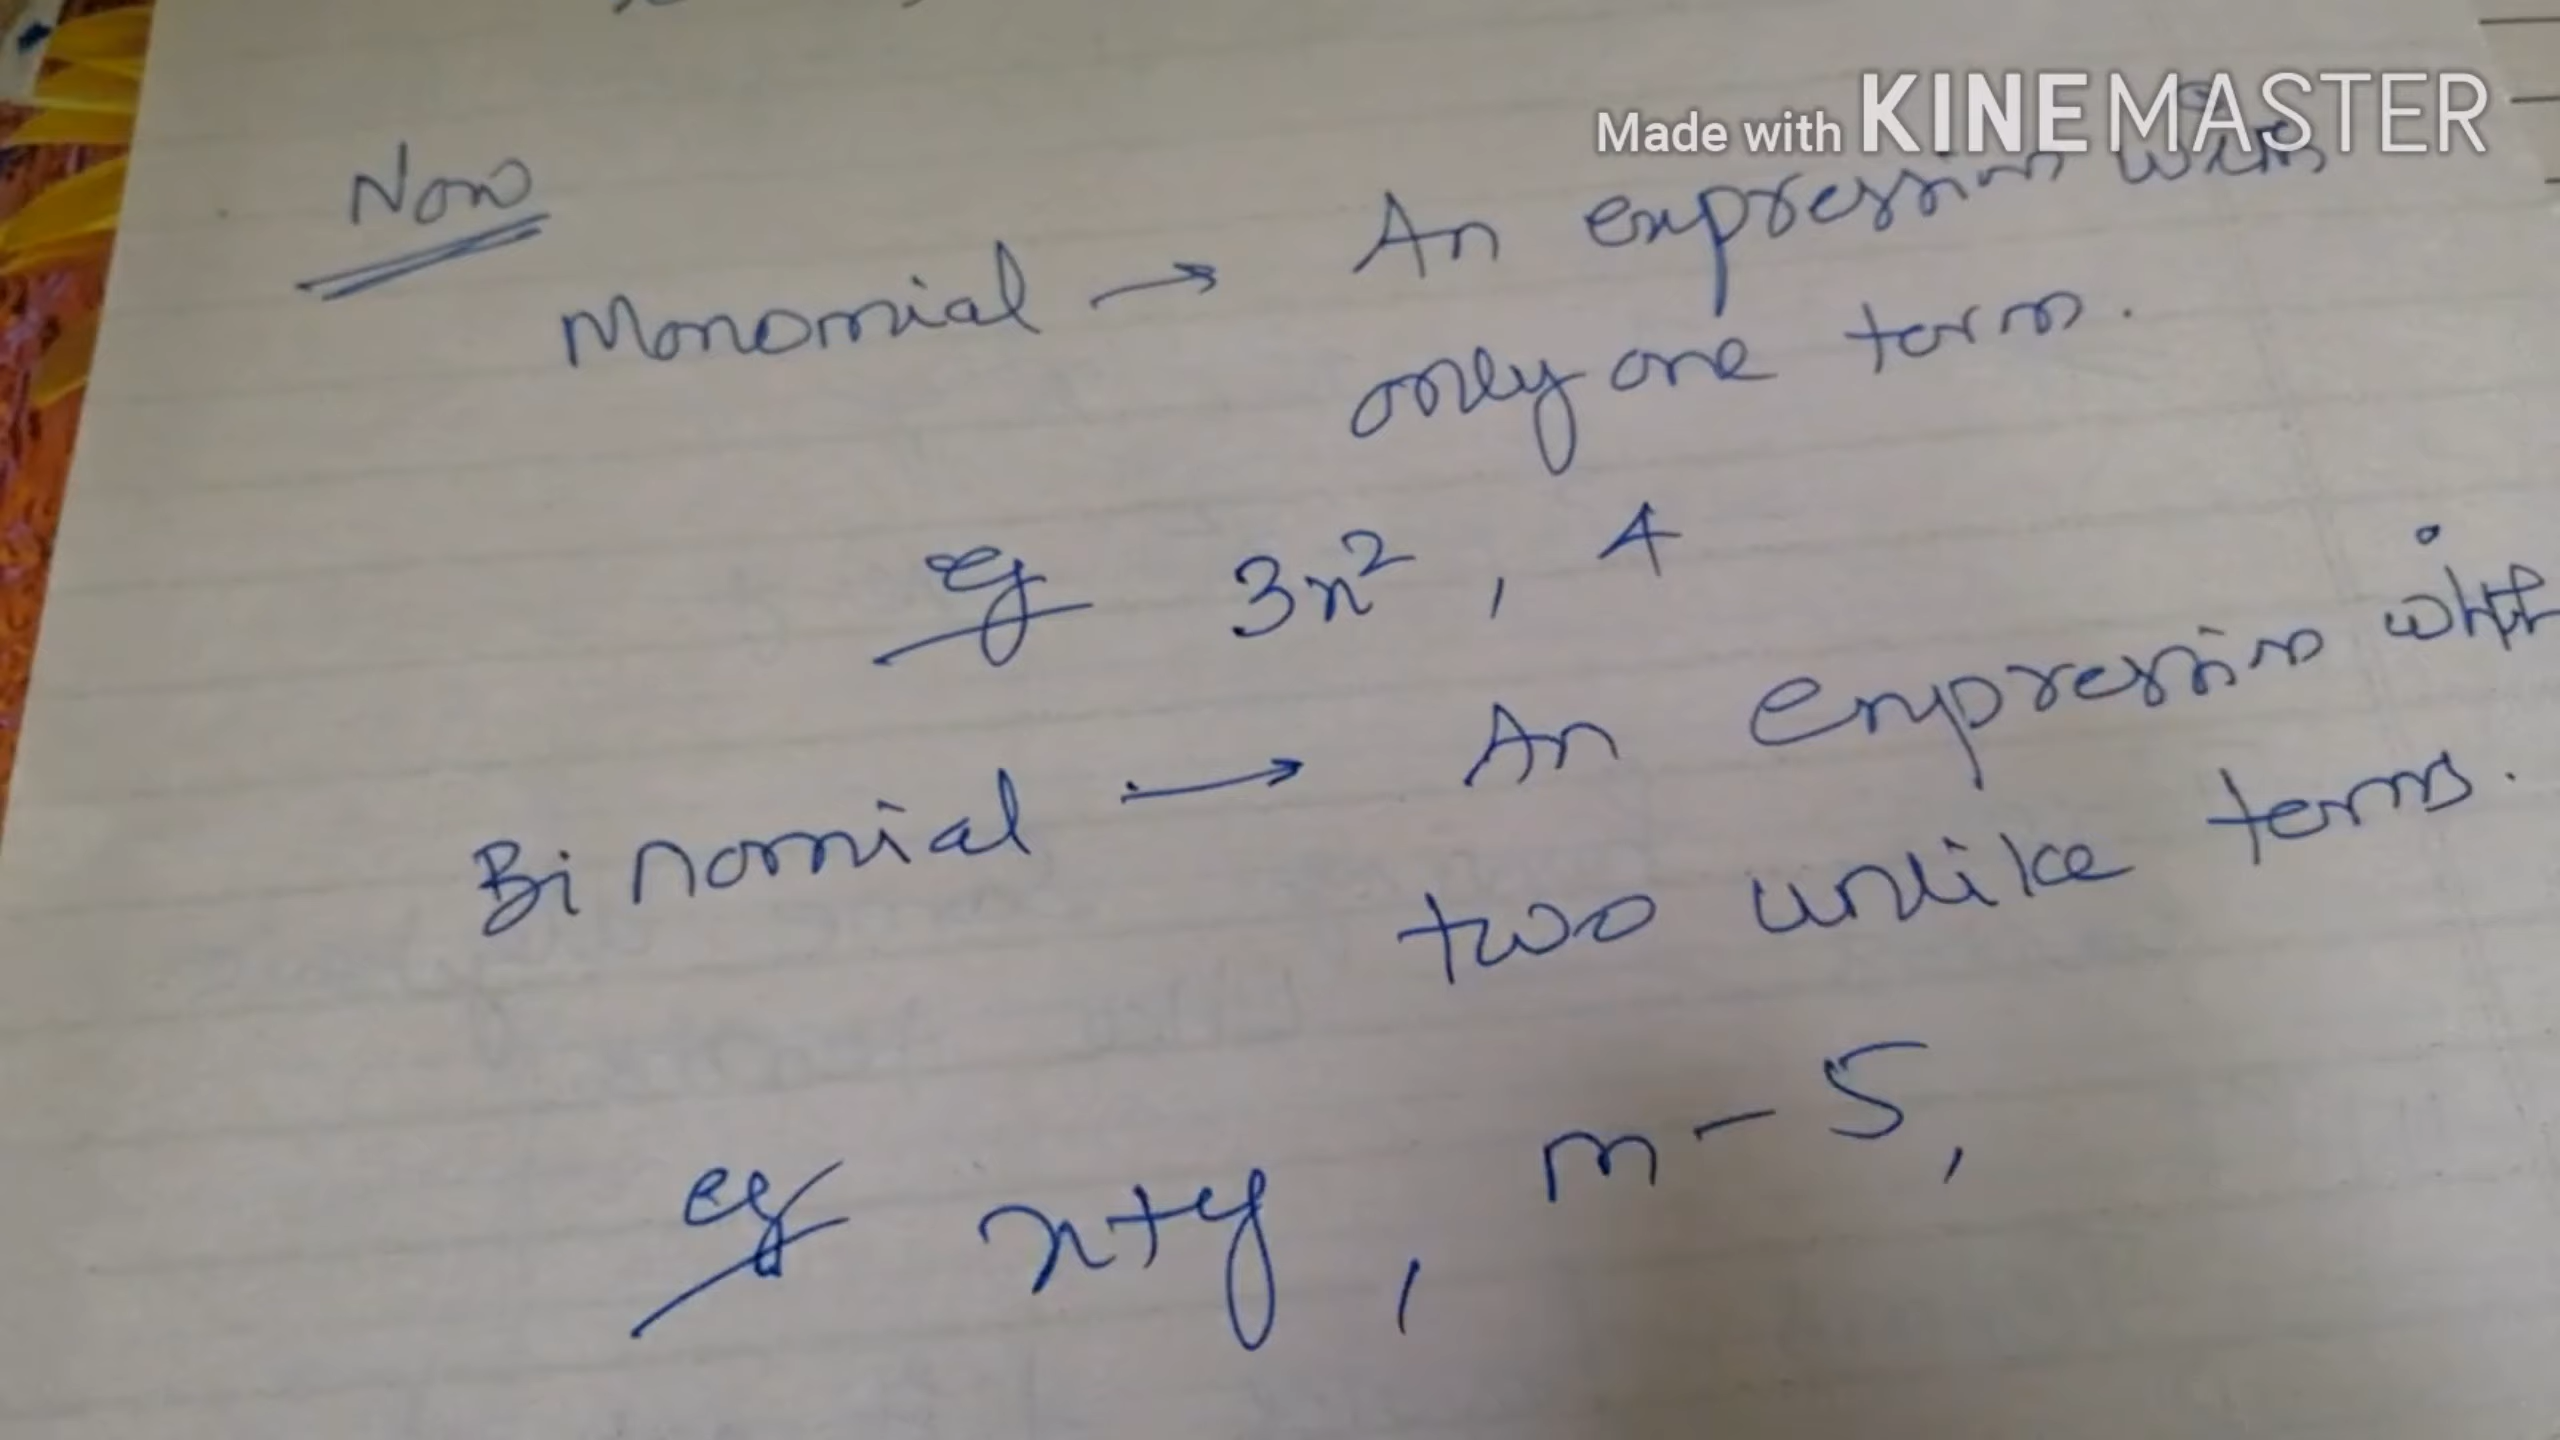 Made with KINEMASTER
Now
Monomial → An expression with
only one term.
eg 3x², 4
Binomial → An expression with
two unlike terms.
eg x+y, m-5,